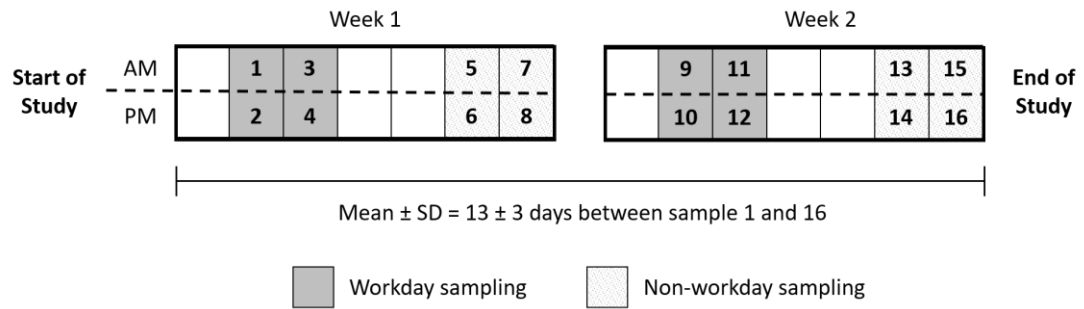 Week 1 Week 2
Start of Study
AM 1 3 5 7 9 11 13 15
PM 2 4 6 8 10 12 14 16
End of Study
Mean ± SD = 13 ± 3 days between sample 1 and 16
Workday sampling Non-workday sampling